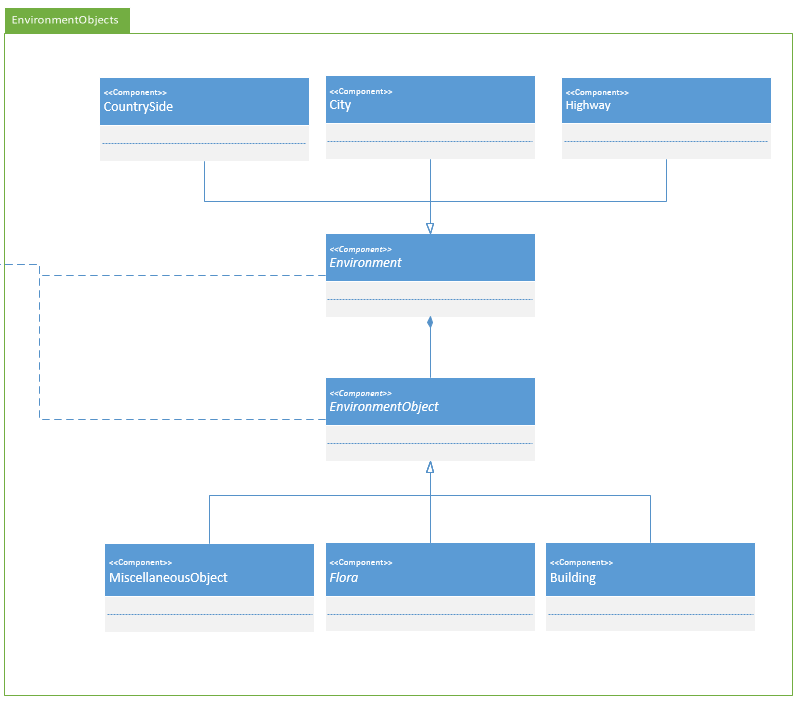 EnvironmentObjects
<<Component>>
CountrySide
<<Component>>
City
<<Component>>
Highway
<<Component>>
Environment
<<Component>>
EnvironmentObject
<<Component>>
MiscellaneousObject
<<Component>>
Flora
<<Component>>
Building